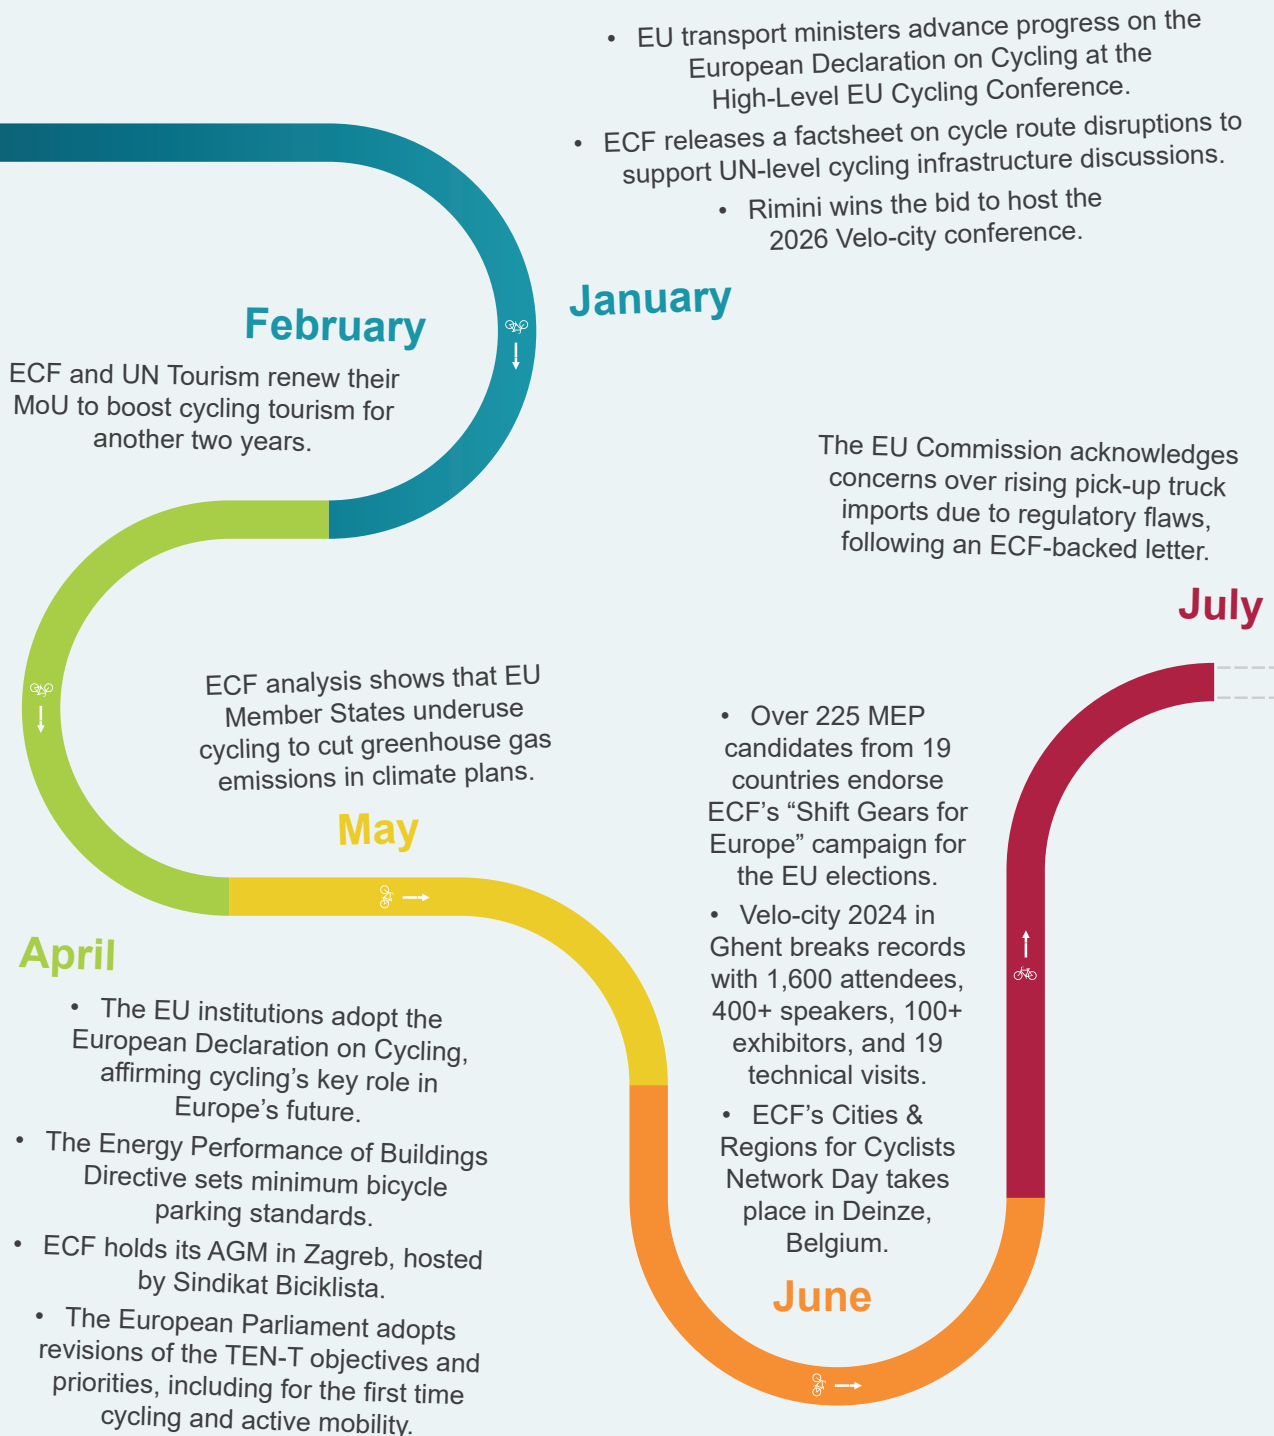 • EU transport ministers advance progress on the
European Declaration on Cycling at the
High-Level EU Cycling Conference.
• ECF releases a factsheet on cycle route disruptions to
support UN-level cycling infrastructure discussions.
• Rimini wins the bid to host the
2026 Velo-city conference.
January
February
ECF and UN Tourism renew their
MoU to boost cycling tourism for
another two years.
The EU Commission acknowledges
concerns over rising pick-up truck
imports due to regulatory flaws,
following an ECF-backed letter.
July
ECF analysis shows that EU
Member States underuse
cycling to cut greenhouse gas
emissions in climate plans.
May
• Over 225 MEP
candidates from 19
countries endorse
ECF’s “Shift Gears for
Europe” campaign for
the EU elections.
• Velo-city 2024 in
Ghent breaks records
with 1,600 attendees,
400+ speakers, 100+
exhibitors, and 19
technical visits.
• ECF’s Cities &
Regions for Cyclists
Network Day takes
place in Deinze,
Belgium.
June
April
• The EU institutions adopt the
European Declaration on Cycling,
affirming cycling’s key role in
Europe’s future.
• The Energy Performance of Buildings
Directive sets minimum bicycle
parking standards.
• ECF holds its AGM in Zagreb, hosted
by Sindikat Biciklista.
• The European Parliament adopts
revisions of the TEN-T objectives and
priorities, including for the first time
cycling and active mobility.